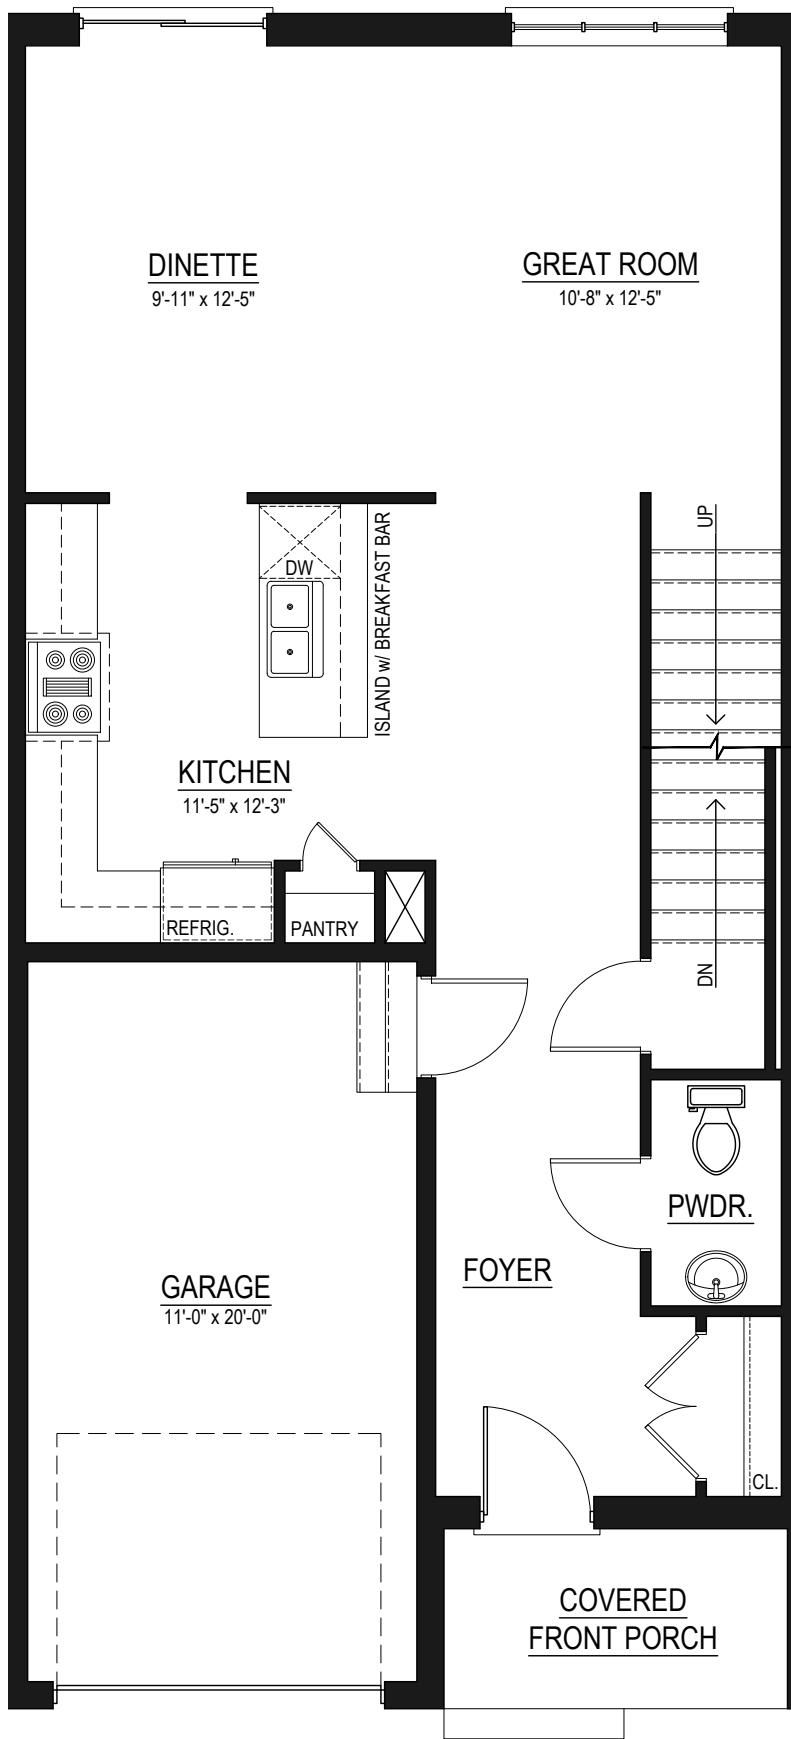 DINETTE
9'-11" x 12'-5"
GREAT ROOM
10'-8" x 12'-5"
UP
DW
ISLAND w/ BREAKFAST BAR
KITCHEN
11'-5" x 12'-3"
REFRIG.
PANTRY
DN
PWDR.
FOYER
GARAGE
11'-0" x 20'-0"
CL.
COVERED
FRONT PORCH